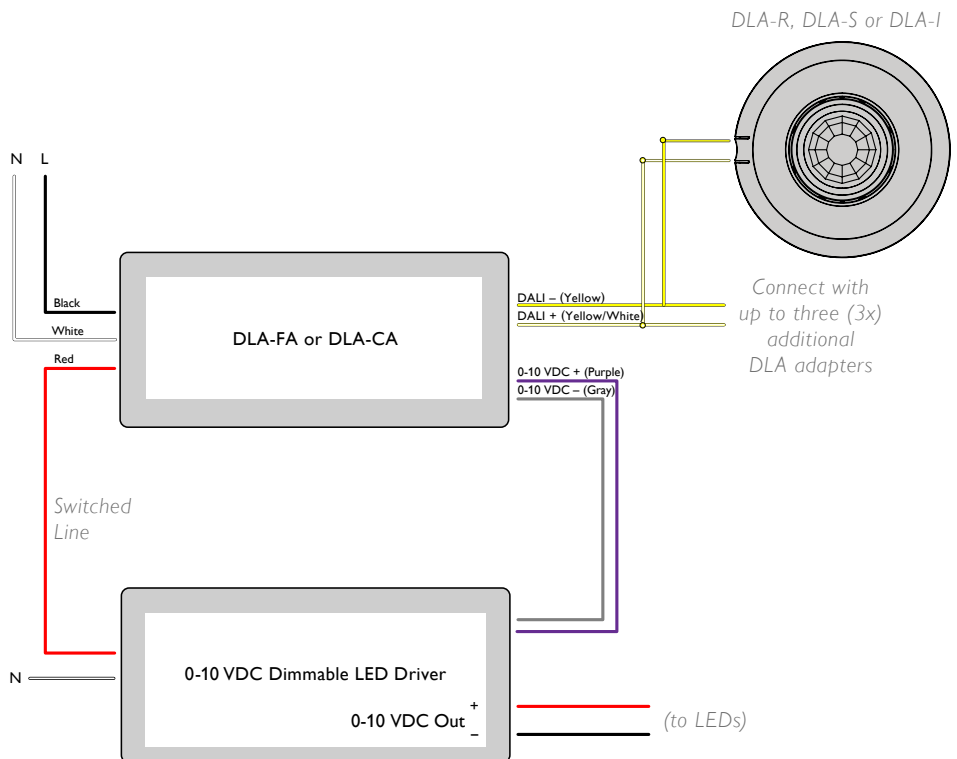 DLA-R, DLA-S or DLA-I
N L
Black
White
Red
DLA-FA or DLA-CA
DALI – (Yellow)
DALI + (Yellow/White)
Connect with
up to three (3x)
additional
DLA adapters
0-10 VDC + (Purple)
0-10 VDC – (Gray)
Switched
Line
N
0-10 VDC Dimmable LED Driver
0-10 VDC Out
+
–
(to LEDs)